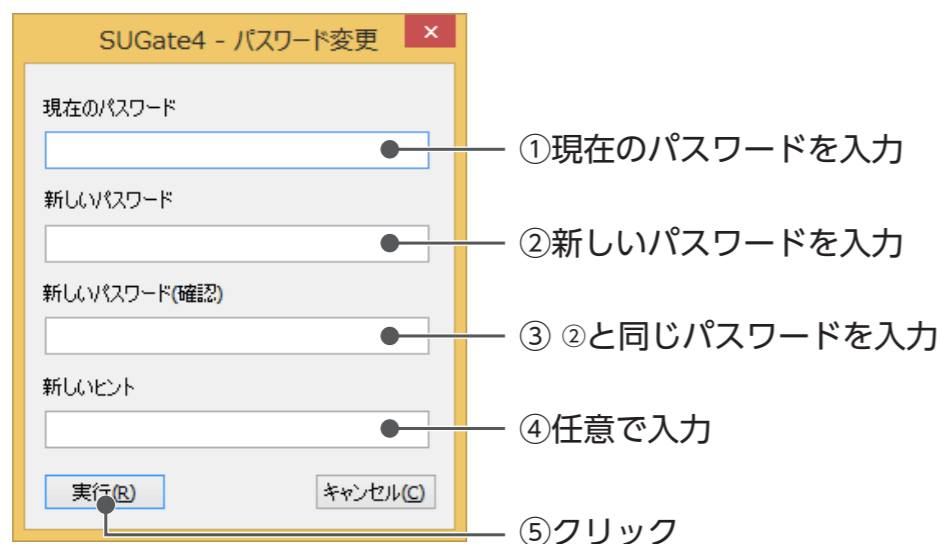 SUGate4 - パスワード変更
現在のパスワード
①現在のパスワードを入力
新しいパスワード
②新しいパスワードを入力
新しいパスワード(確認)
③ ②と同じパスワードを入力
新しいヒント
④任意で入力
実行(R)
キャンセル(C)
⑤クリック